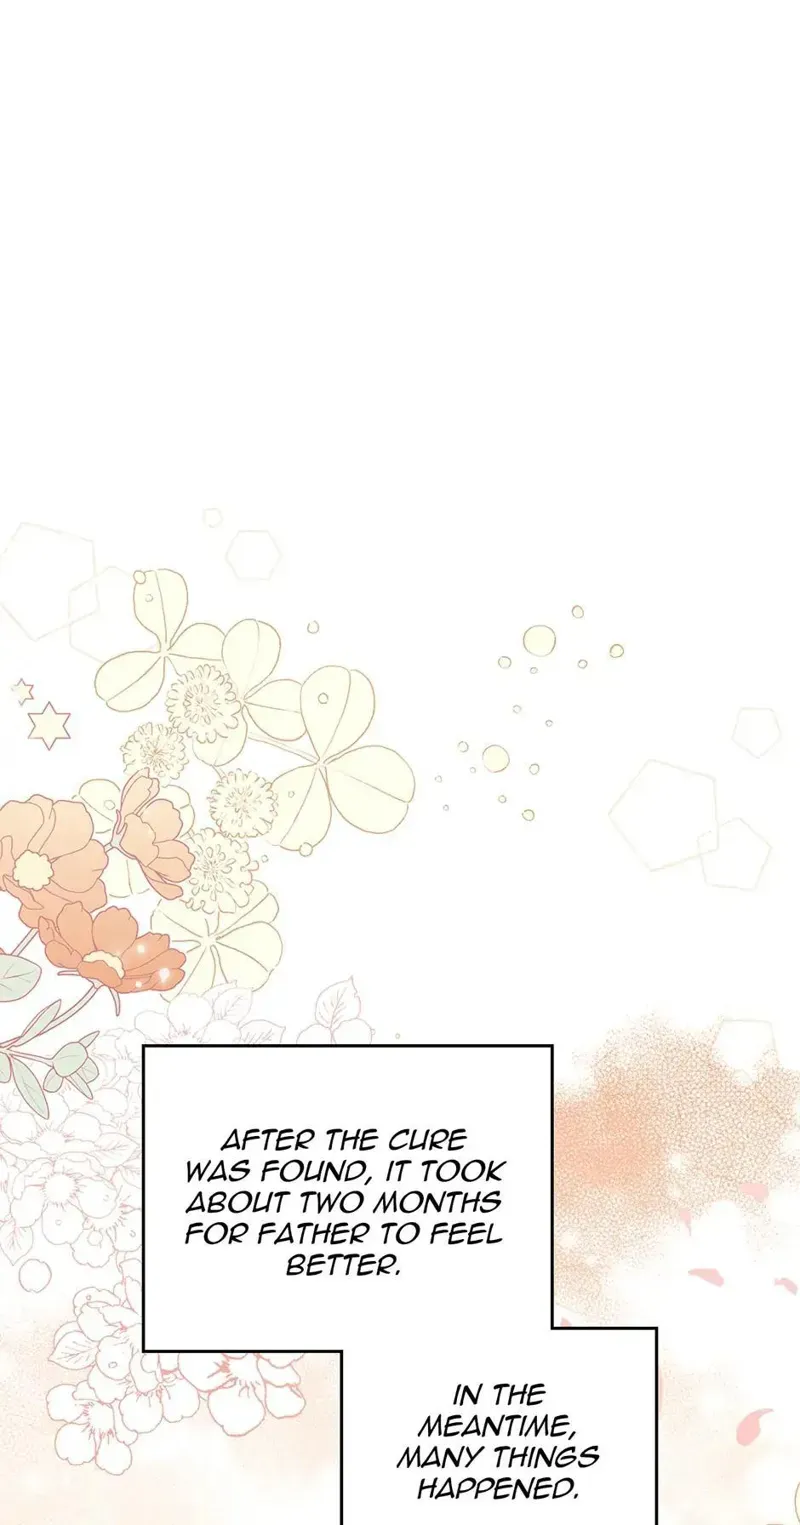 AFTER THE CURE
WAS FOUND, IT TOOK
ABOUT TWO MONTHS
FOR FATHER TO FEEL
BETTER.
IN THE
MEANTIME,
MANY THINGS
HAPPENED.